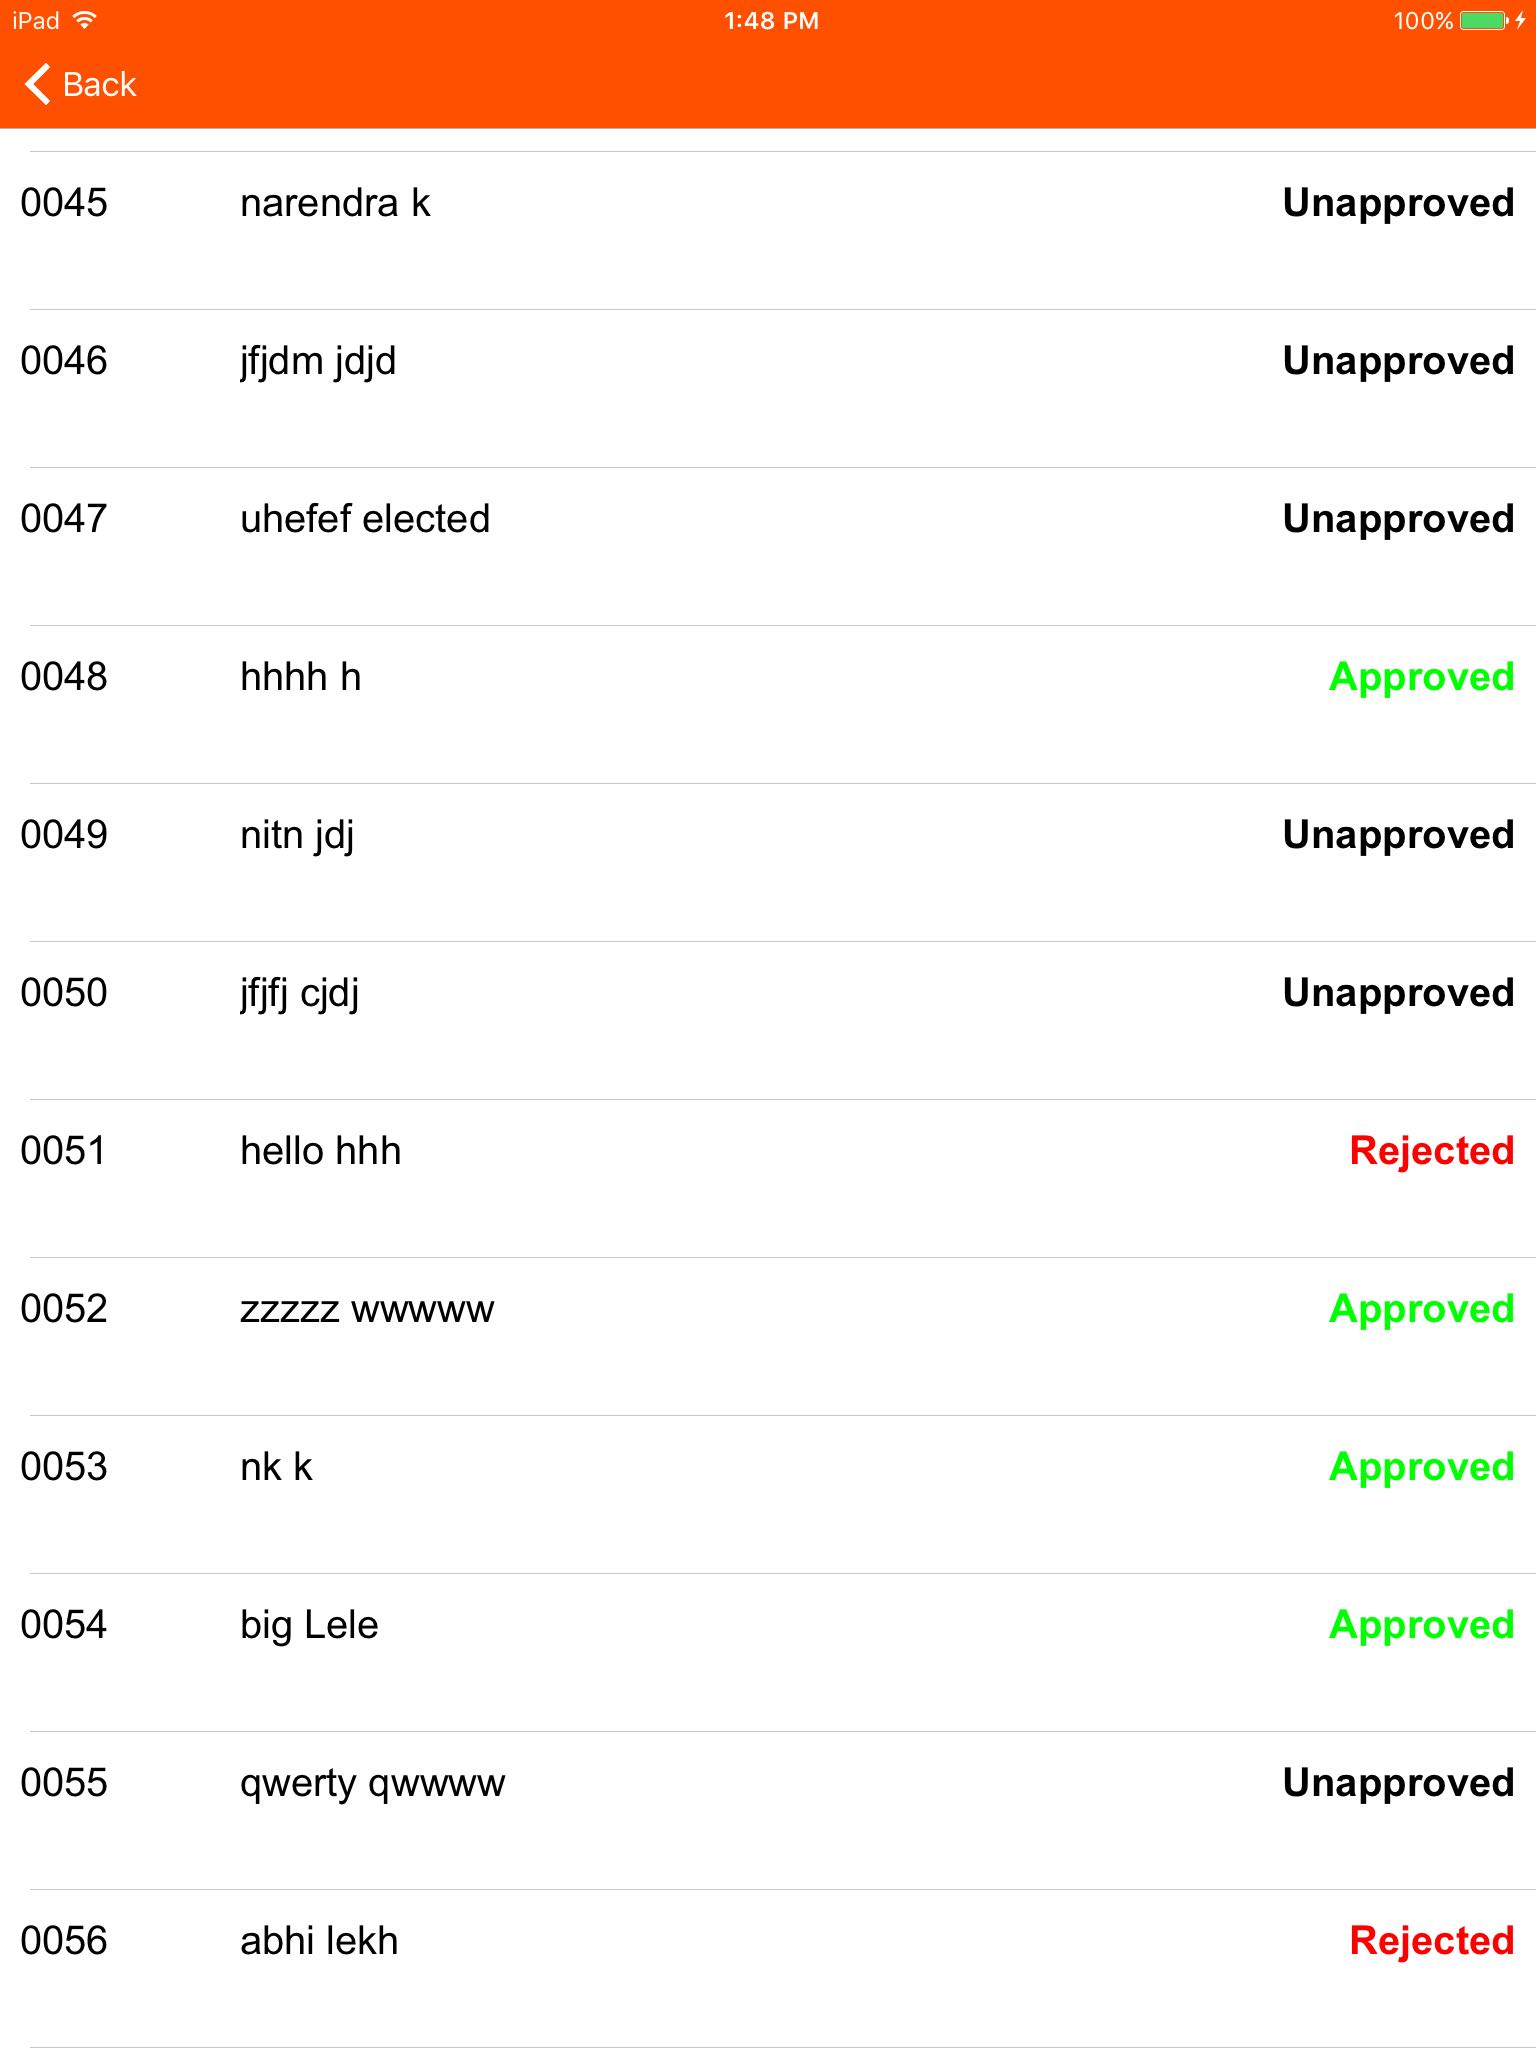 iPad 1:48 PM 100%
Back
0045 narendra k Unapproved
0046 jfjdm jdjd Unapproved
0047 uhefef elected Unapproved
0048 hhhh h Approved
0049 nitn jdj Unapproved
0050 jfjfj cjdj Unapproved
0051 hello hhh Rejected
0052 zzzzz wwwww Approved
0053 nk k Approved
0054 big Lele Approved
0055 qwerty qwwww Unapproved
0056 abhi lekh Rejected